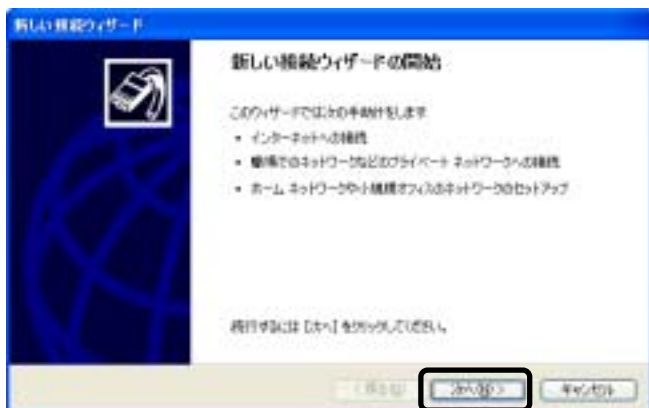 新しい接続ウィザード
新しい接続ウィザードの開始
このウィザードでは次の手助けをします
• インターネットへの接続
• 職場でのネットワークなどのプライベート ネットワークへの接続
• ホーム ネットワークや小規模オフィスのネットワークのセットアップ
続行するには [次へ] をクリックしてください。
< 戻る(B) 次へ(N) > キャンセル